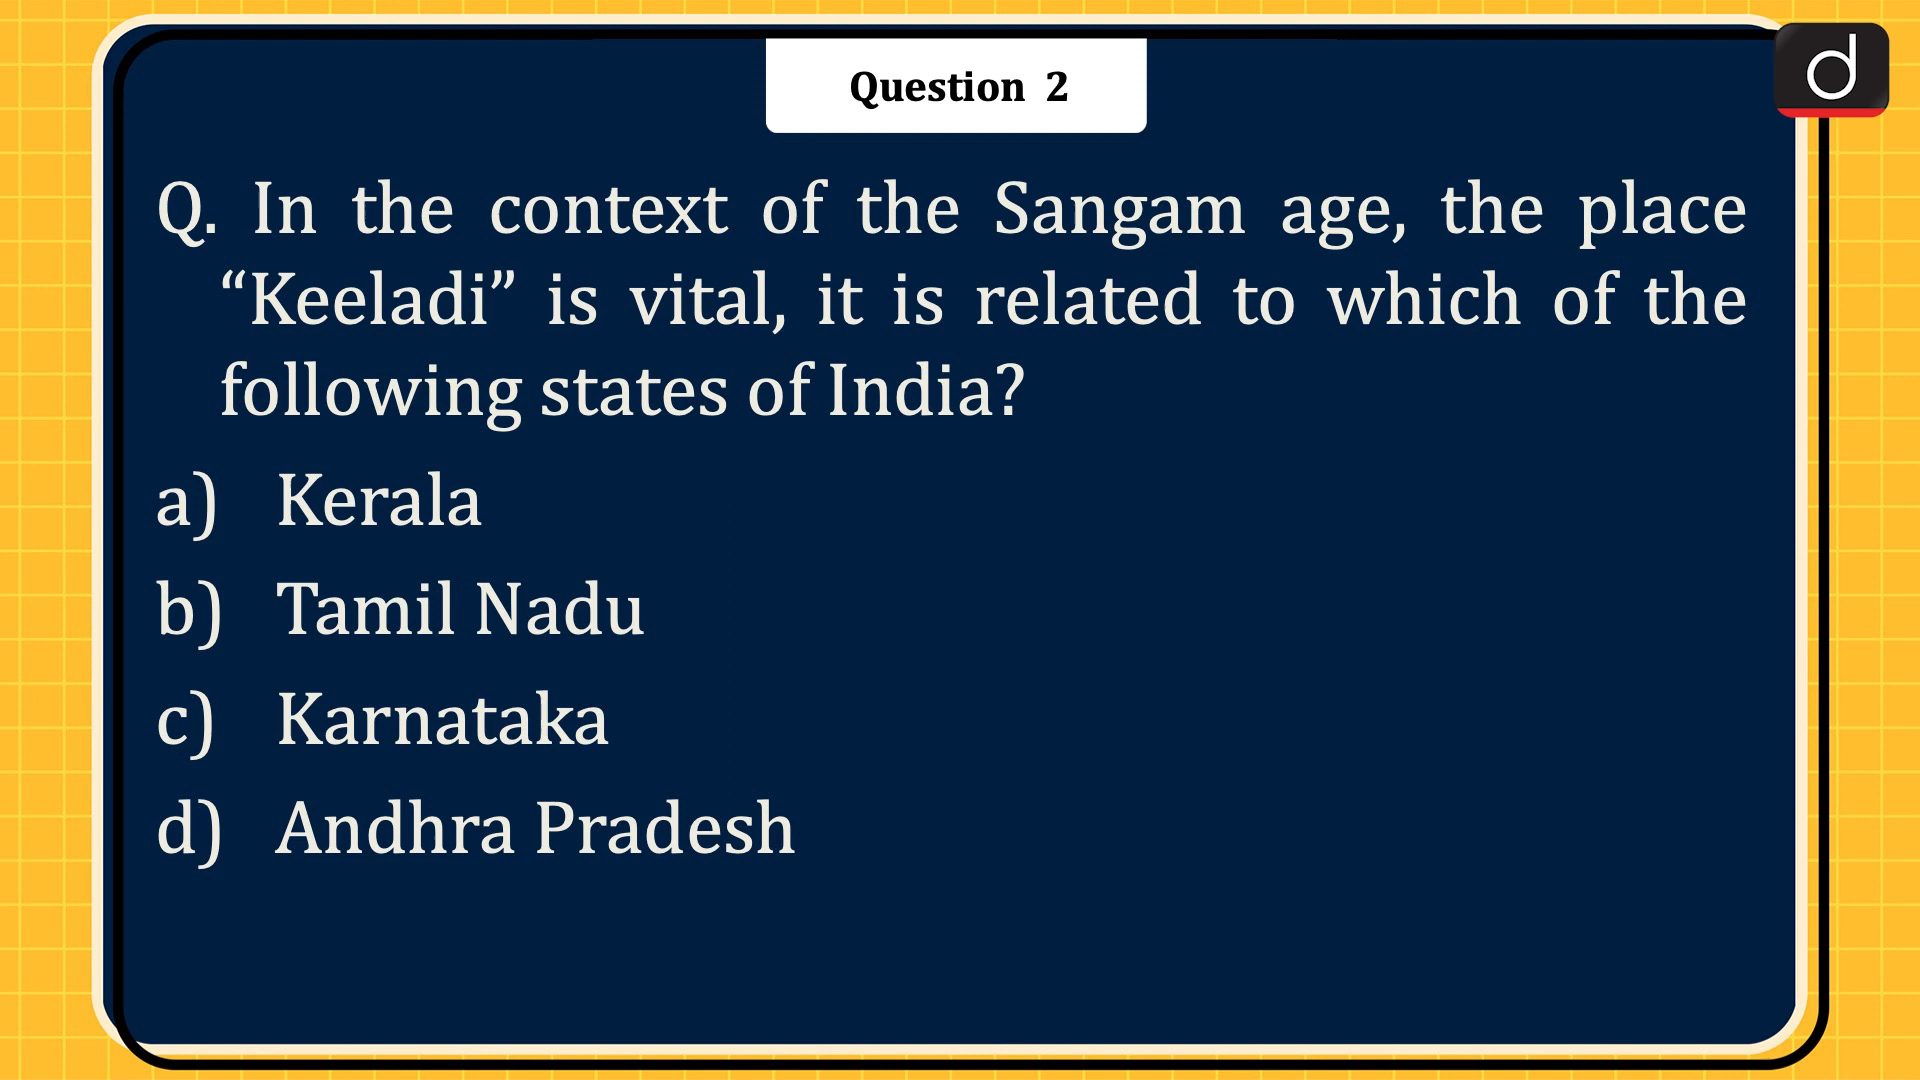 Question 2
d
Q. In the context of the Sangam age, the place
“Keeladi” is vital, it is related to which of the
following states of India?
a) Kerala
b) Tamil Nadu
c) Karnataka
d) Andhra Pradesh